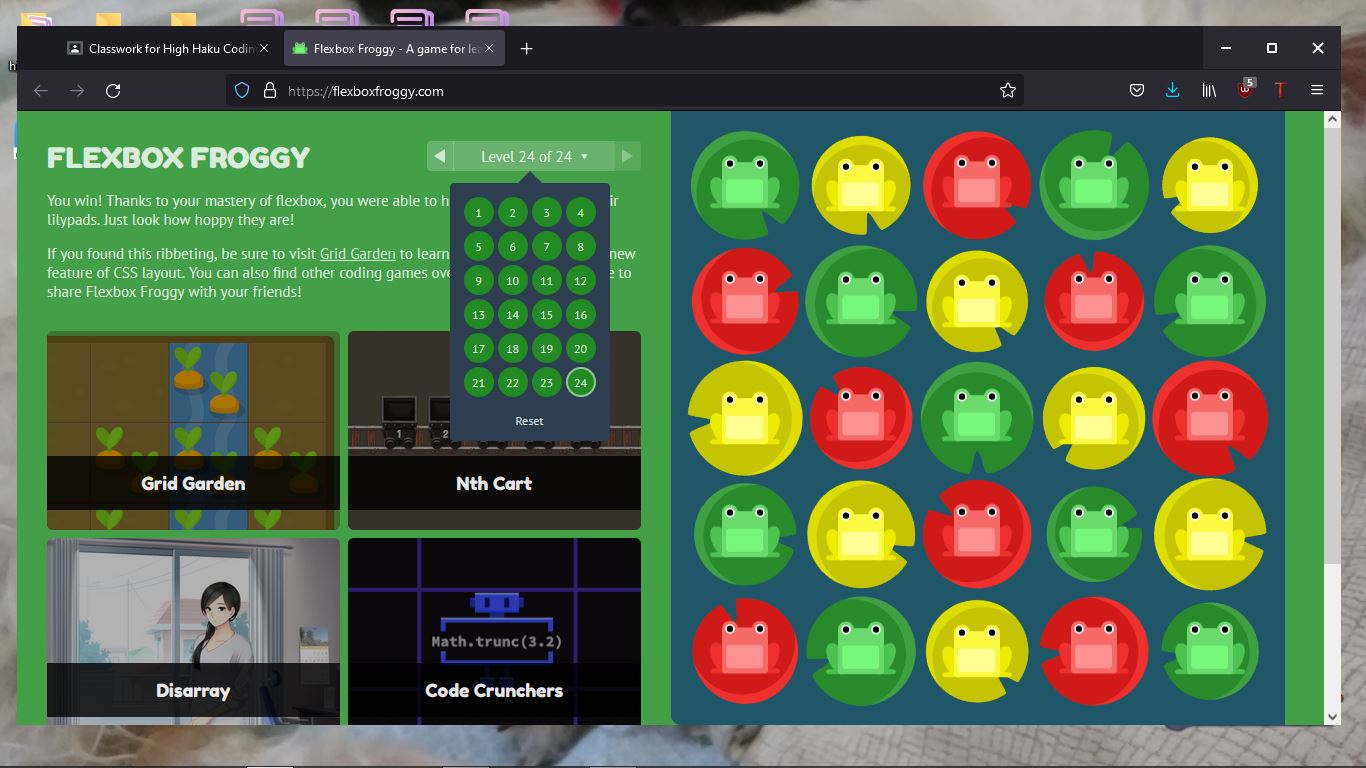 Classwork for High Haku Codin
Flexbox Froggy - A game for lea
https://flexboxfroggy.com
5
FLEXBOX FROGGY
Level 24 of 24
You win! Thanks to your mastery of flexbox, you were able to h
ir
lilypads. Just look how hoppy they are!
If you found this ribbeting, be sure to visit Grid Garden to learn
new
feature of CSS layout. You can also find other coding games ove
e to
share Flexbox Froggy with your friends!
1 2 3 4
5 6 7 8
9 10 11 12
13 14 15 16
17 18 19 20
21 22 23 24
Reset
1 2
Grid Garden
Nth Cart
Math.trunc(3.2)
Disarray
Code Crunchers